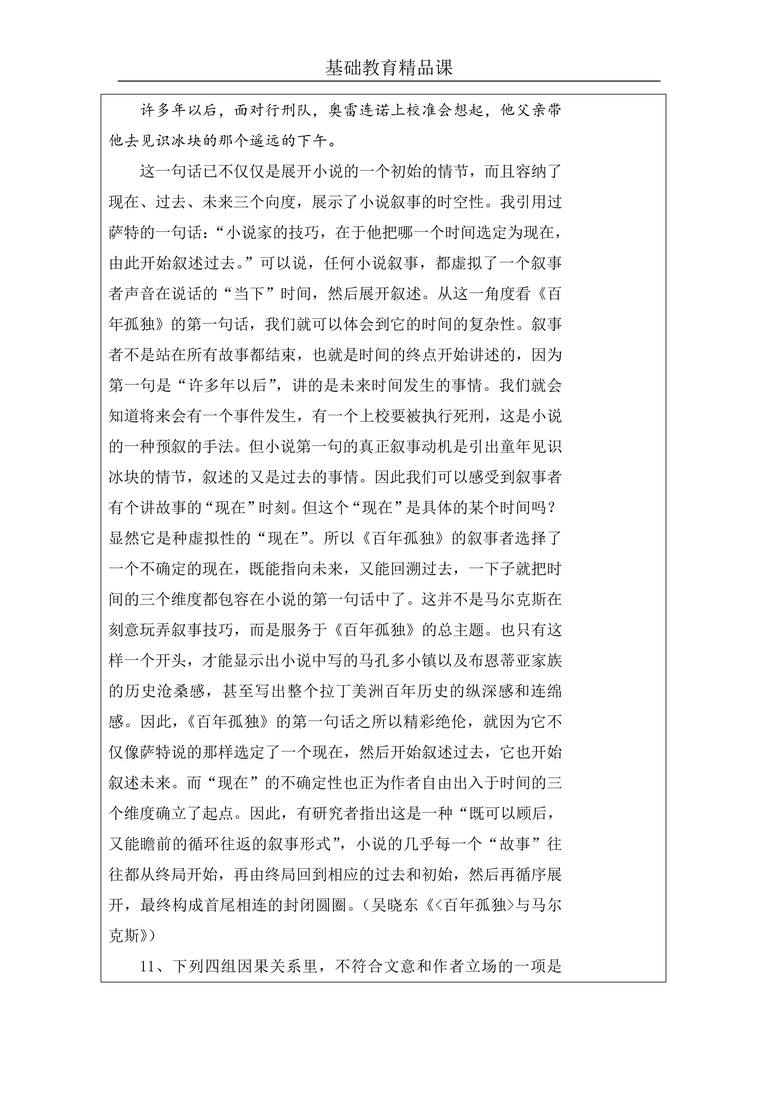 基础教育精品课
许多年以后，面对行刑队，奥雷连诺上校准会想起，他父亲带
他去见识冰块的那个遥远的下午。
这一句话已不仅仅是展开小说的一个初始的情节，而且容纳了
现在、过去、未来三个向度，展示了小说叙事的时空性。我引用过
萨特的一句话：“小说家的技巧，在于他把哪一个时间选定为现在，
由此开始叙述过去。”可以说，任何小说叙事，都虚拟了一个叙事
者声音在说话的“当下”时间，然后展开叙述。从这一角度看《百
年孤独》的第一句话，我们就可以体会到它的时间的复杂性。叙事
者不是站在所有故事都结束，也就是时间的终点开始讲述的，因为
第一句是“许多年以后”，讲的是未来时间发生的事情。我们就会
知道将来会有一个事件发生，有一个上校要被执行死刑，这是小说
的一种预叙的手法。但小说第一句的真正叙事动机是引出童年见识
冰块的情节，叙述的又是过去的事情。因此我们可以感受到叙事者
有个讲故事的“现在”时刻。但这个“现在”是具体的某个时间吗？
显然它是种虚拟性的“现在”。所以《百年孤独》的叙事者选择了
一个不确定的现在，既能指向未来，又能回溯过去，一下子就把时
间的三个维度都包容在小说的第一句话中了。这并不是马尔克斯在
刻意玩弄叙事技巧，而是服务于《百年孤独》的总主题。也只有这
样一个开头，才能显示出小说中写的马孔多小镇以及布恩蒂亚家族
的历史沧桑感，甚至写出整个拉丁美洲百年历史的纵深感和连绵
感。因此，《百年孤独》的第一句话之所以精彩绝伦，就因为它不
仅像萨特说的那样选定了一个现在，然后开始叙述过去，它也开始
叙述未来。而“现在”的不确定性也正为作者自由出入于时间的三
个维度确立了起点。因此，有研究者指出这是一种“既可以顾后，
又能瞻前的循环往返的叙事形式”，小说的几乎每一个“故事”往
往都从终局开始，再由终局回到相应的过去和初始，然后再循序展
开，最终构成首尾相连的封闭圆圈。（吴晓东《<百年孤独>与马尔
克斯》）
11、下列四组因果关系里，不符合文意和作者立场的一项是